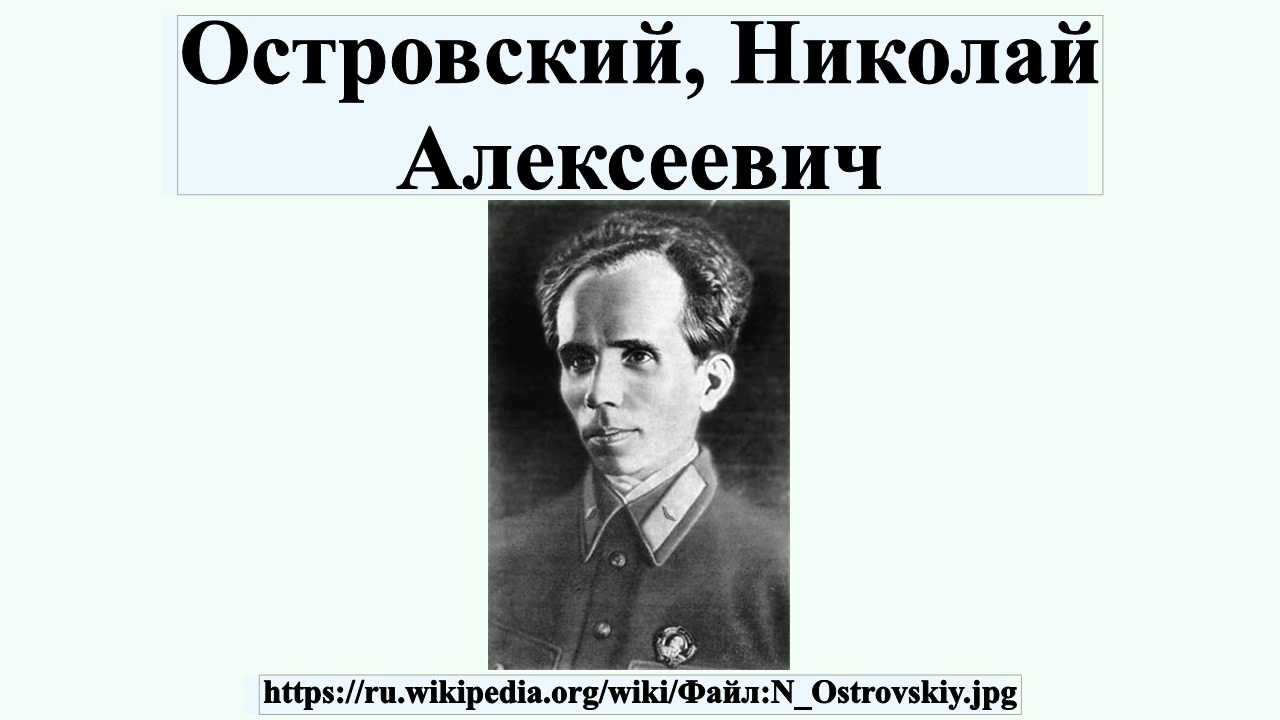 Островский, Николай
Алексеевич
https://ru.wikipedia.org/wiki/Файл:N_Ostrovskiy.jpg